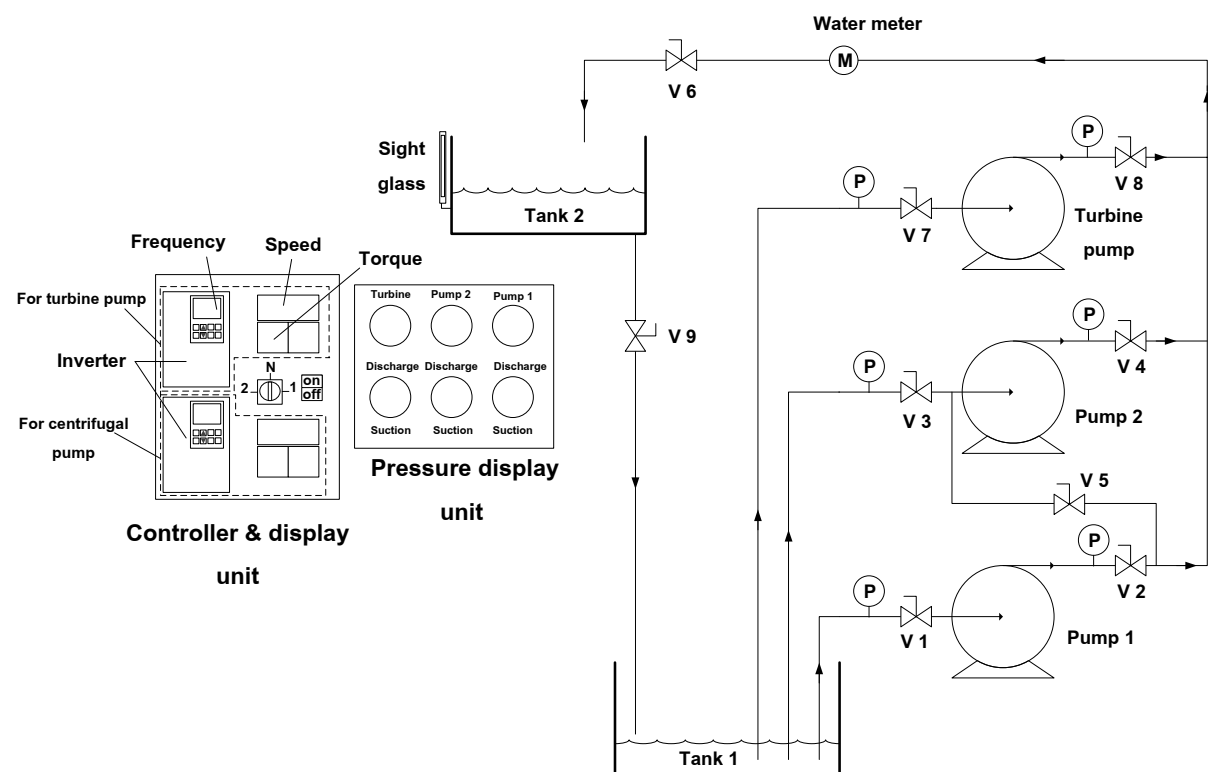 Water meter
M
V 6
Sight
glass
Tank 2
P
V 8
P
V 7
Turbine
pump
Frequency
Speed
Torque
For turbine pump
Inverter
N
2
1
on
off
For centrifugal
pump
Controller & display
unit
Turbine
Pump 2
Pump 1
Discharge
Discharge
Discharge
Suction
Suction
Suction
Pressure display
unit
V 9
P
V 4
P
V 3
Pump 2
V 5
P
V 2
P
V 1
Pump 1
Tank 1